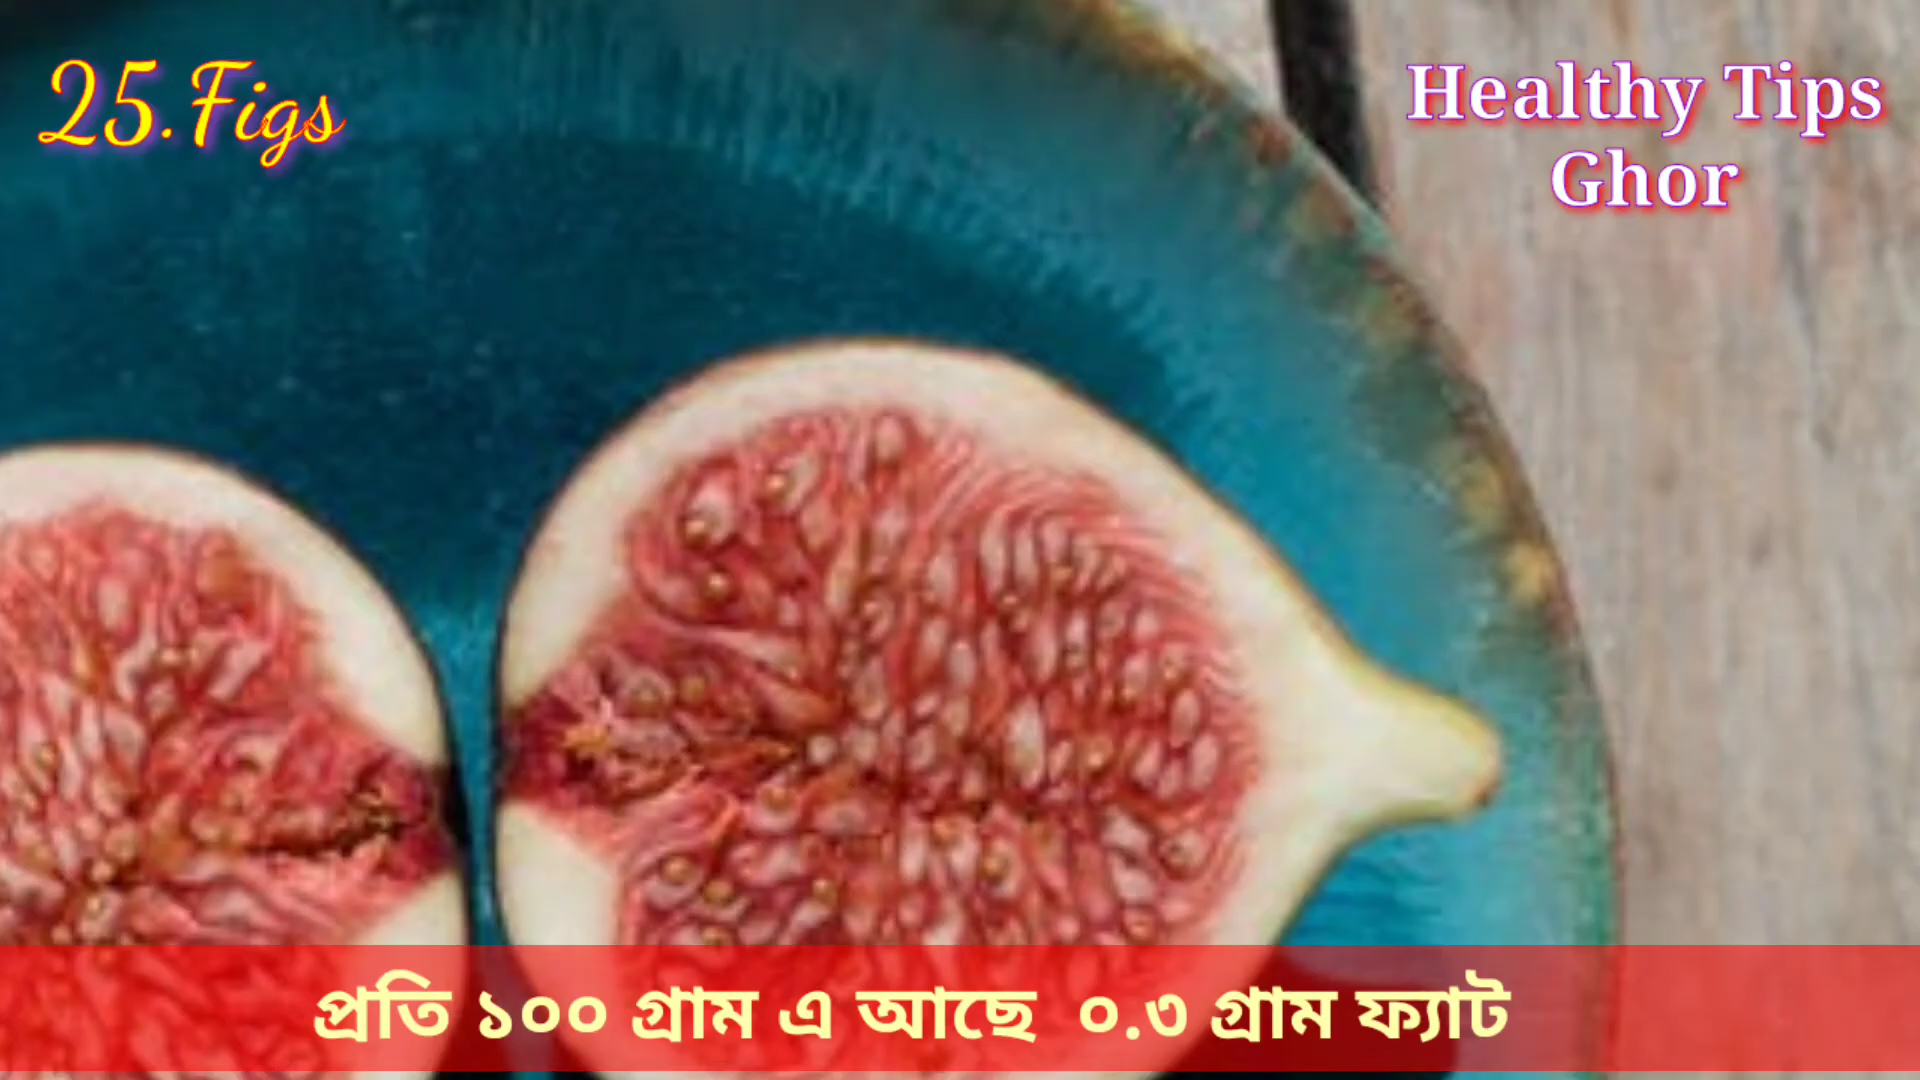 25.Figs
Healthy Tips
Ghor
প্রতি ১০০ গ্রাম এ আছে ০.৩ গ্রাম ফ্যাট